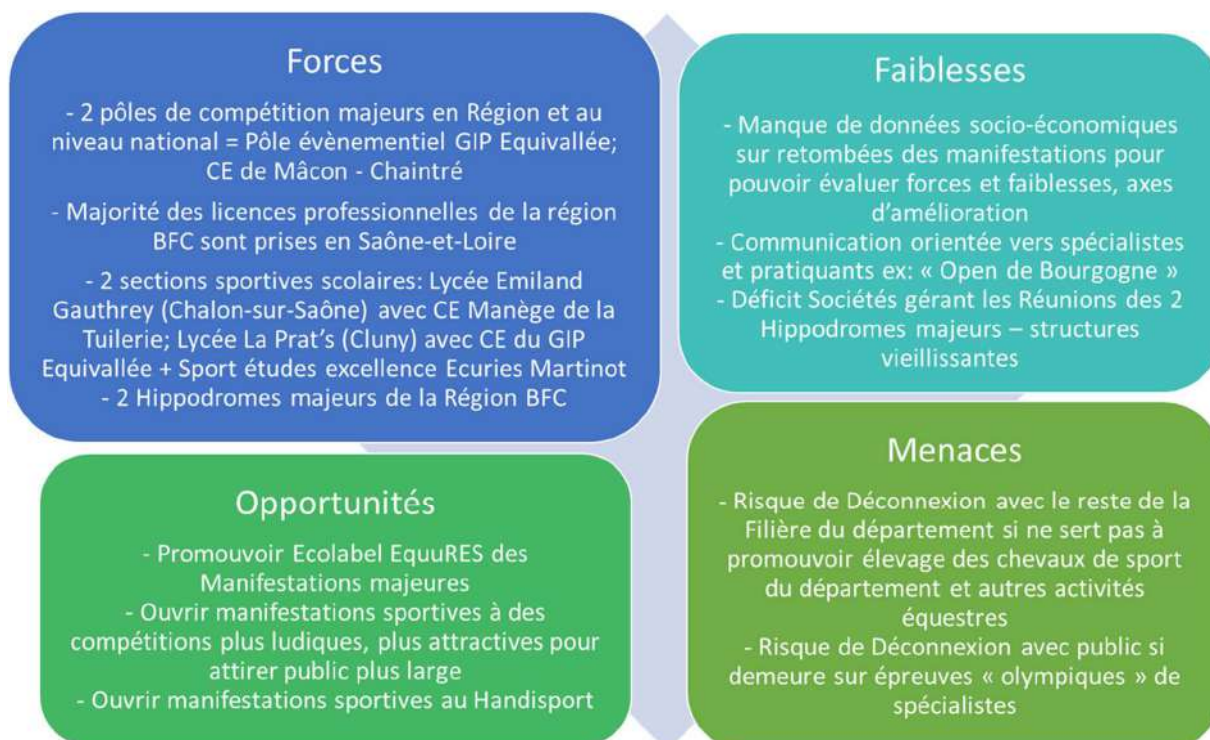 Forces
- 2 pôles de compétition majeurs en Région et au
niveau national = Pôle évènementiel GIP Equivallée;
CE de Mâcon - Chaintré
- Majorité des licences professionnelles de la région
BFC sont prises en Saône-et-Loire
- 2 sections sportives scolaires: Lycée Emiland
Gauthrey (Chalon-sur-Saône) avec CE Manège de la
Tuilerie; Lycée La Prat’s (Cluny) avec CE du GIP
Equivallée + Sport études excellence Ecuries Martinot
- 2 Hippodromes majeurs de la Région BFC
Faiblesses
- Manque de données socio-économiques
sur retombées des manifestations pour
pouvoir évaluer forces et faiblesses, axes
d’amélioration
- Communication orientée vers spécialistes
et pratiquants ex: « Open de Bourgogne »
- Déficit Sociétés gérant les Réunions des 2
Hippodromes majeurs – structures
vieillissantes
Opportunités
- Promouvoir Ecolabel EquuRES des
Manifestations majeures
- Ouvrir manifestations sportives à des
compétitions plus ludiques, plus attractives pour
attirer public plus large
- Ouvrir manifestations sportives au Handisport
Menaces
- Risque de Déconnexion avec le reste de la
Filière du département si ne sert pas à
promouvoir élevage des chevaux de sport
du département et autres activités
équestres
- Risque de Déconnexion avec public si
demeure sur épreuves « olympiques » de
spécialistes